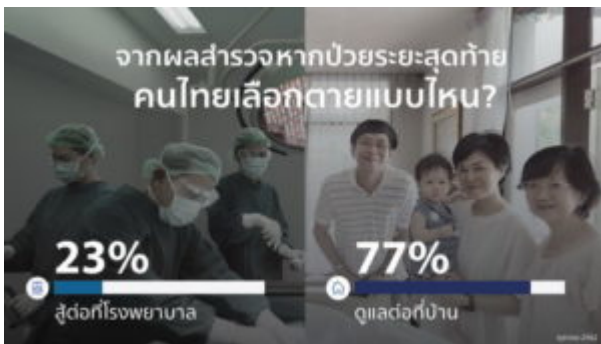 จากผลสำรวจหากป่วยระยะสุดท้าย
คนไทยเลือกตายแบบไหน?
23%
สู้ต่อที่โรงพยาบาล
77%
ดูแลต่อที่บ้าน